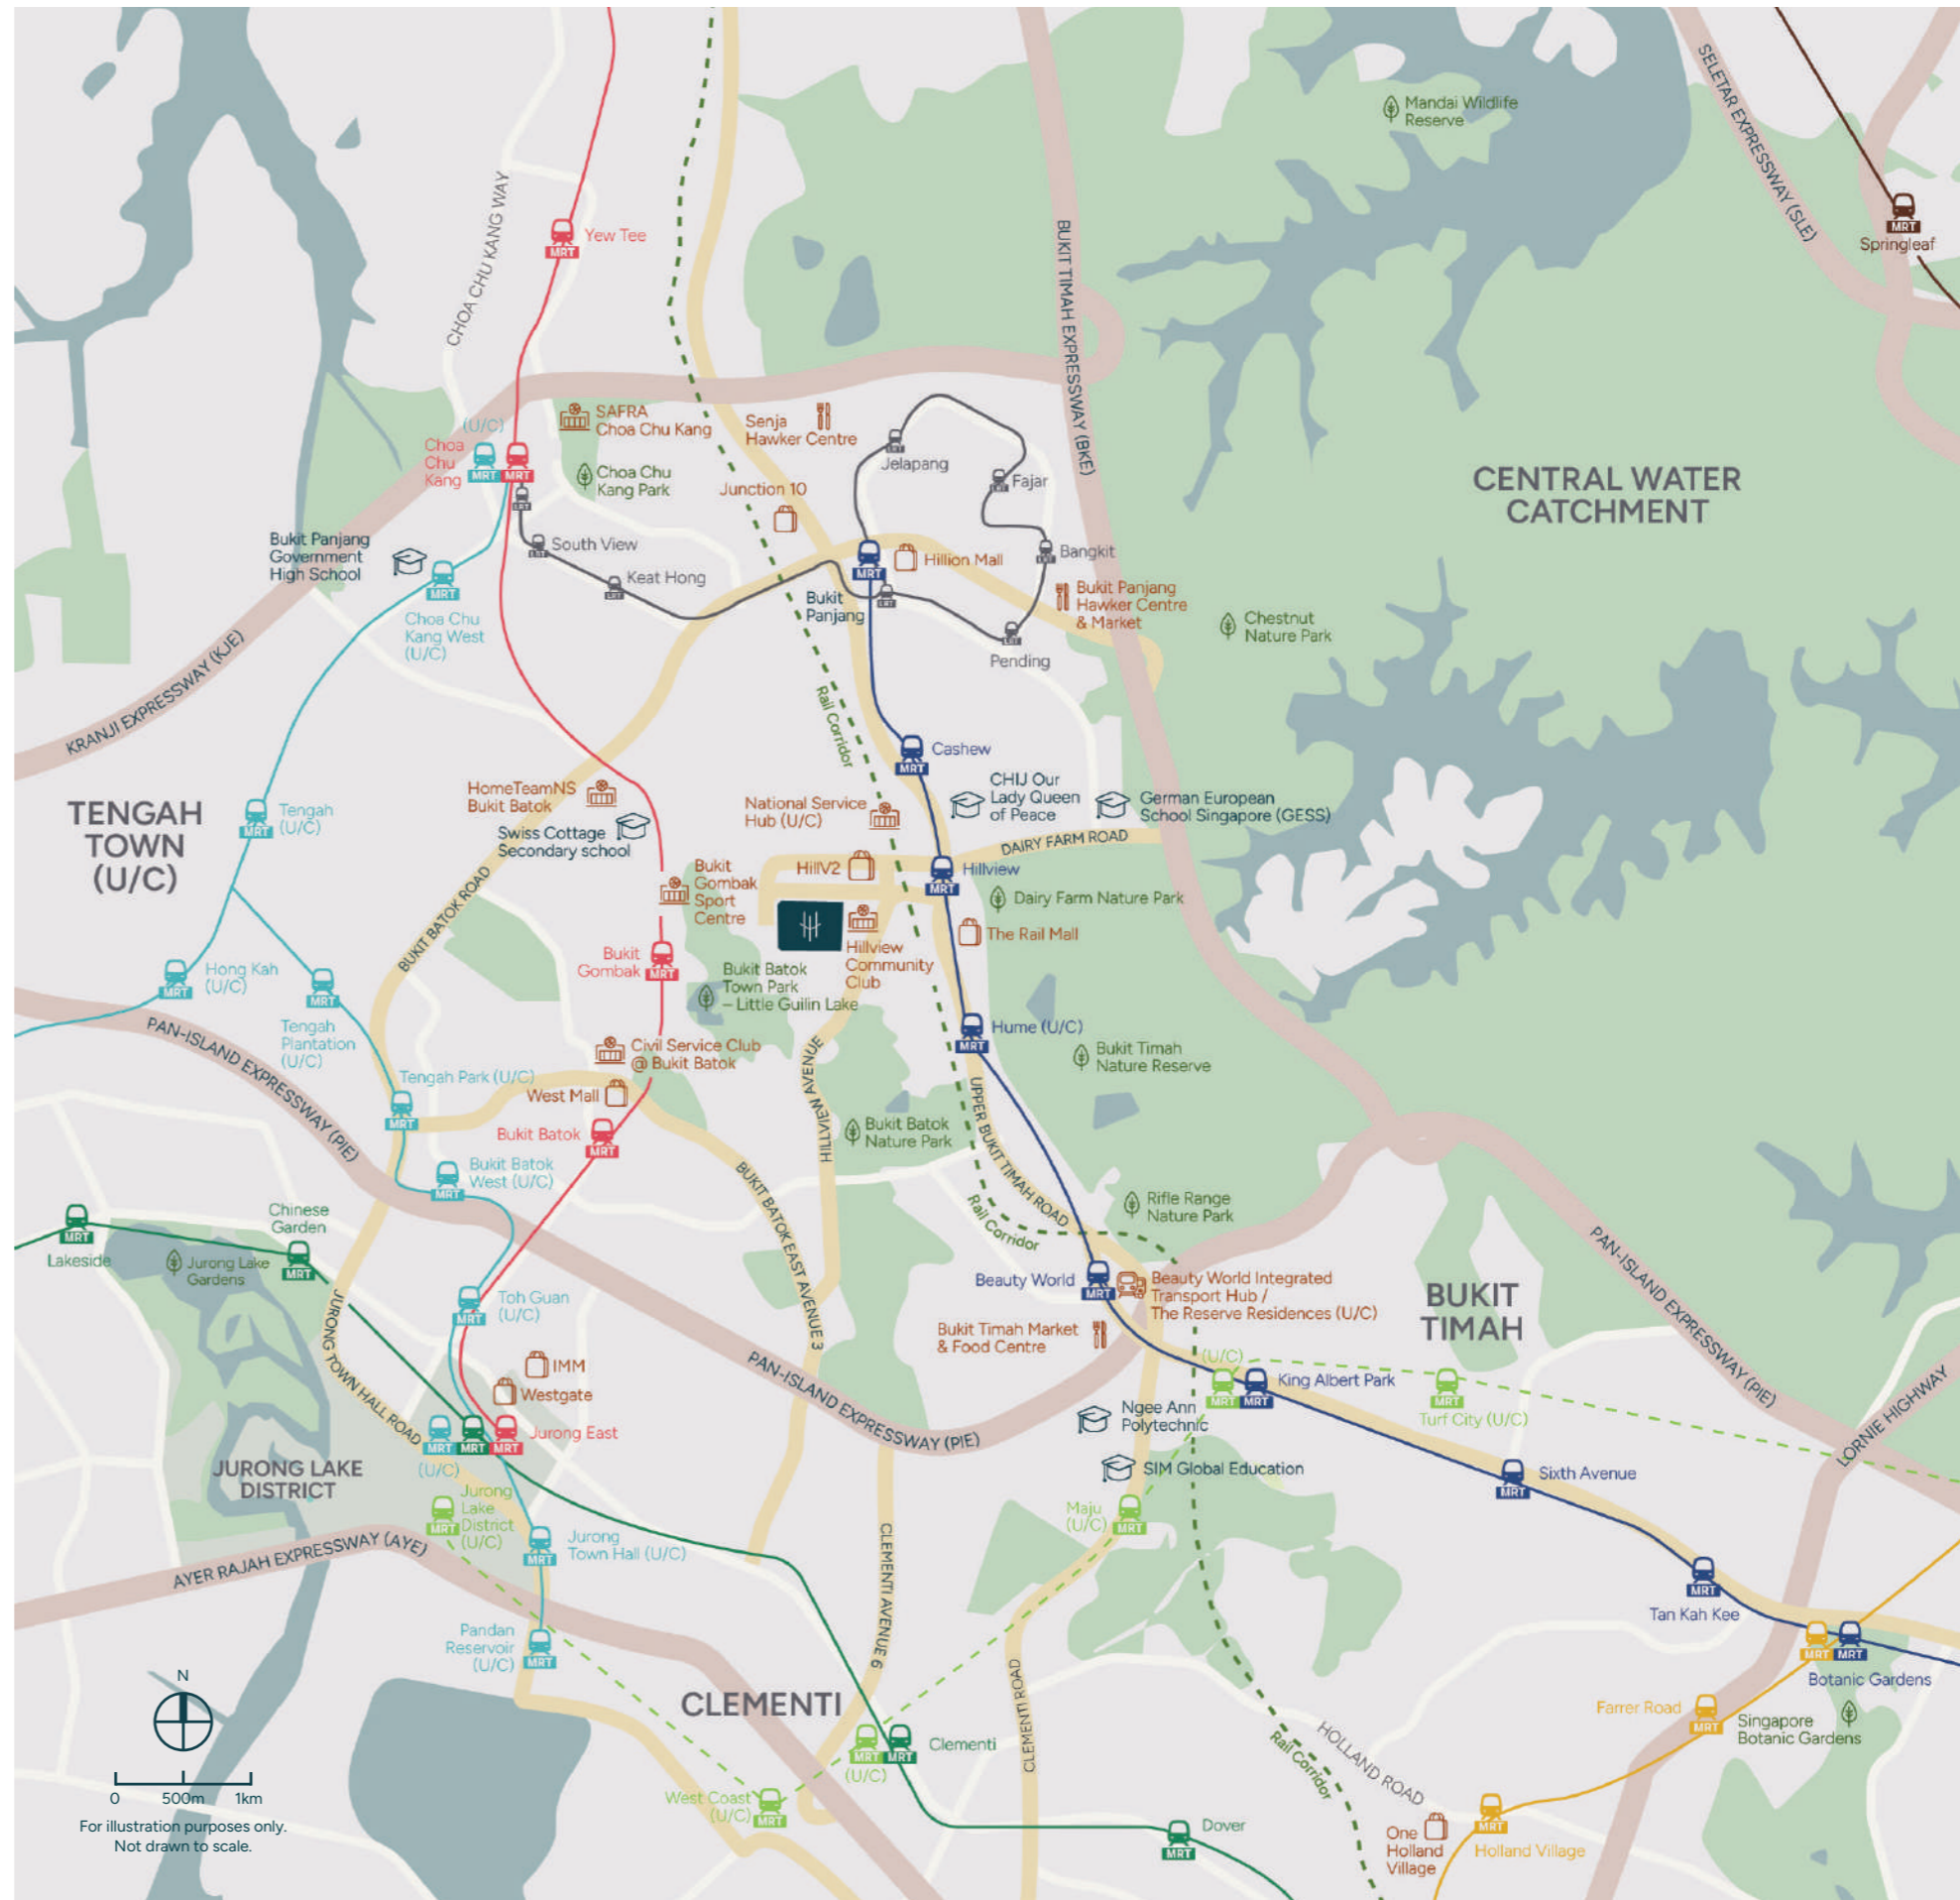 Mandai Wildlife
Reserve
SELETAR EXPRESSWAY (SLE)
MRT
Springleaf
CHOA CHU KANG WAY
MRT
Yew Tee
BUKIT TIMAH EXPRESSWAY (BKE)
SAFRA
Choa Chu Kang
Senja
Hawker Centre
(U/C)
Choa
Chu
Kang
MRT
MRT
LRT
Choa Chu
Kang Park
Junction 10
LRT
Jelapang
LRT
Fajar
CENTRAL WATER
CATCHMENT
Bukit Panjang
Government
High School
LRT
South View
LRT
Keat Hong
MRT
Hillion Mall
LRT
Bangkit
MRT
Choa Chu
Kang West
(U/C)
Bukit
Panjang
LRT
Bukit Panjang
Hawker Centre
& Market
LRT
Pending
Chestnut
Nature Park
KRANJI EXPRESSWAY (KJE)
Rail Corridor
MRT
Cashew
HomeTeamNS
Bukit Batok
Swiss Cottage
Secondary school
National Service
Hub (U/C)
CHIJ Our
Lady Queen
of Peace
German European
School Singapore (GESS)
TENGAH
TOWN
(U/C)
MRT
Tengah
(U/C)
DAIRY FARM ROAD
BUKIT BATOK ROAD
Bukit
Gombak
Sport
Centre
HillV2
MRT
Hillview
Dairy Farm Nature Park
The Rail Mall
Hillview
Community
Club
Bukit
Gombak
MRT
Bukit Batok
Town Park
– Little Guilin Lake
MRT
Hong Kah
(U/C)
MRT
Tengah
Plantation
(U/C)
PAN-ISLAND EXPRESSWAY (PIE)
Civil Service Club
@ Bukit Batok
HILLVIEW AVENUE
MRT
Hume (U/C)
Bukit Timah
Nature Reserve
Tengah Park (U/C)
MRT
West Mall
Bukit Batok
MRT
UPPER BUKIT TIMAH ROAD
Bukit Batok
Nature Park
MRT
Bukit Batok
West (U/C)
BUKIT BATOK EAST AVENUE 3
Rail Corridor
Rifle Range
Nature Park
MRT
Lakeside
Chinese
Garden
MRT
Jurong Lake
Gardens
MRT
Toh Guan
(U/C)
Beauty World
MRT
Beauty World Integrated
Transport Hub /
The Reserve Residences (U/C)
BUKIT
TIMAH
PAN-ISLAND EXPRESSWAY (PIE)
Bukit Timah Market
& Food Centre
JURONG TOWN HALL ROAD
IMM
Westgate
PAN-ISLAND EXPRESSWAY (PIE)
(U/C)
MRT
MRT
King Albert Park
MRT
Turf City (U/C)
LORNIE HIGHWAY
MRT
MRT
MRT
Jurong East
(U/C)
Ngee Ann
Polytechnic
SIM Global Education
MRT
Sixth Avenue
JURONG LAKE
DISTRICT
MRT
Jurong
Lake
District
(U/C)
Maju
(U/C)
MRT
AYER RAJAH EXPRESSWAY (AYE)
MRT
Jurong
Town Hall (U/C)
CLEMENTI AVENUE 6
MRT
Tan Kah Kee
Pandan
Reservoir
(U/C)
MRT
MRT
MRT
Botanic Gardens
N
0
500m
1km
For illustration purposes only.
Not drawn to scale.
CLEMENTI
CLEMENTI ROAD
MRT
MRT
Clementi
(U/C)
West Coast
(U/C)
MRT
Rail Corridor
HOLLAND ROAD
Farrer Road
MRT
Singapore
Botanic Gardens
MRT
Dover
One
Holland
Village
MRT
Holland Village